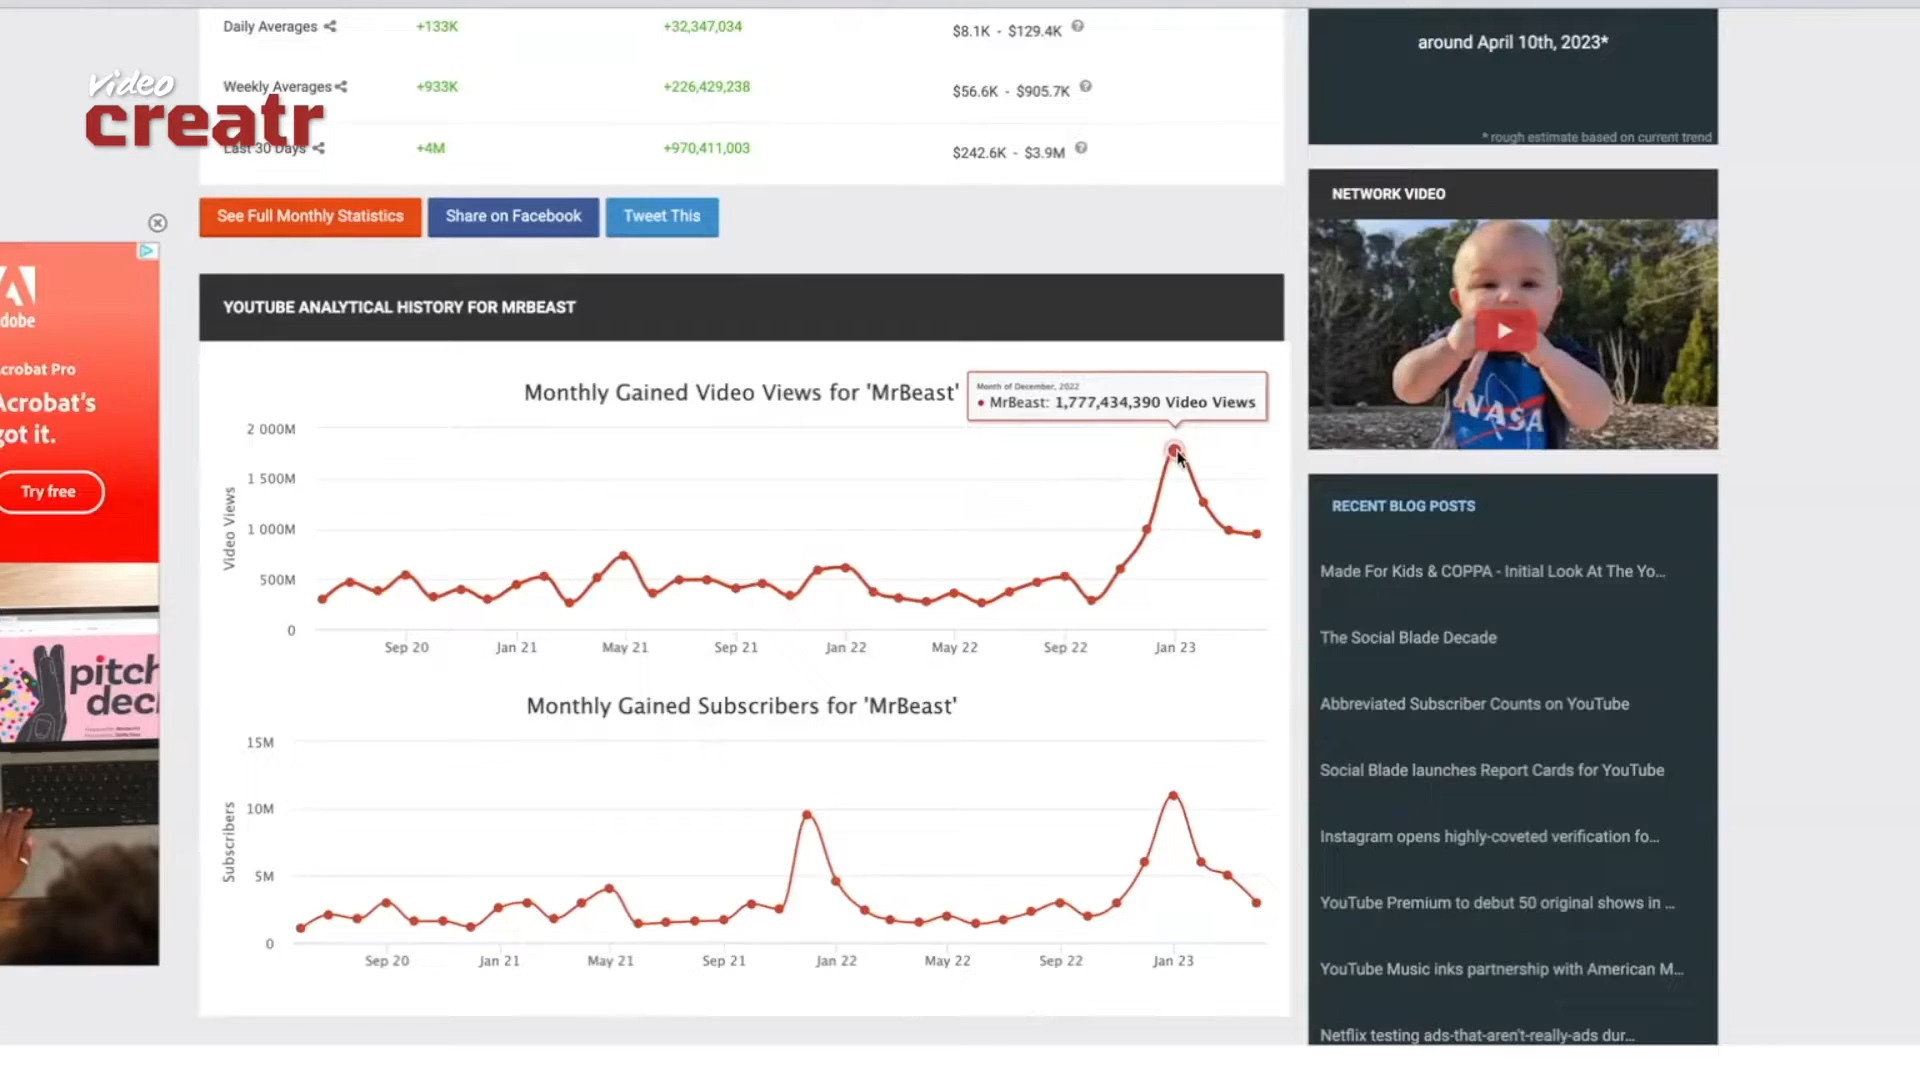 Daily Averages +133K +32,347,034 $8.1K - $129.4K
Weekly Averages +933K +226,429,238 $56.6K - $905.7K
Last 30 Days +4M +970,411,003 $242.6K - $3.9M
video
creatr
around April 10th, 2023*
* rough estimate based on current trend
See Full Monthly Statistics
Share on Facebook
Tweet This
NETWORK VIDEO
NASA
dobe
crobat Pro
Acrobat's
got it.
Try free
pitch
deck
YOUTUBE ANALYTICAL HISTORY FOR MRBEAST
Monthly Gained Video Views for 'MrBeast'
Month of December, 2022
MrBeast: 1,777,434,390 Video Views
Video Views
2 000M
1 500M
1 000M
500M
0
Sep 20 Jan 21 May 21 Sep 21 Jan 22 May 22 Sep 22 Jan 23
Monthly Gained Subscribers for 'MrBeast'
Subscribers
15M
10M
5M
0
Sep 20 Jan 21 May 21 Sep 21 Jan 22 May 22 Sep 22 Jan 23
RECENT BLOG POSTS
Made For Kids & COPPA - Initial Look At The Yo...
The Social Blade Decade
Abbreviated Subscriber Counts on YouTube
Social Blade launches Report Cards for YouTube
Instagram opens highly-coveted verification fo...
YouTube Premium to debut 50 original shows in ...
YouTube Music inks partnership with American M...
Netflix testing ads-that-aren't-really-ads dur...